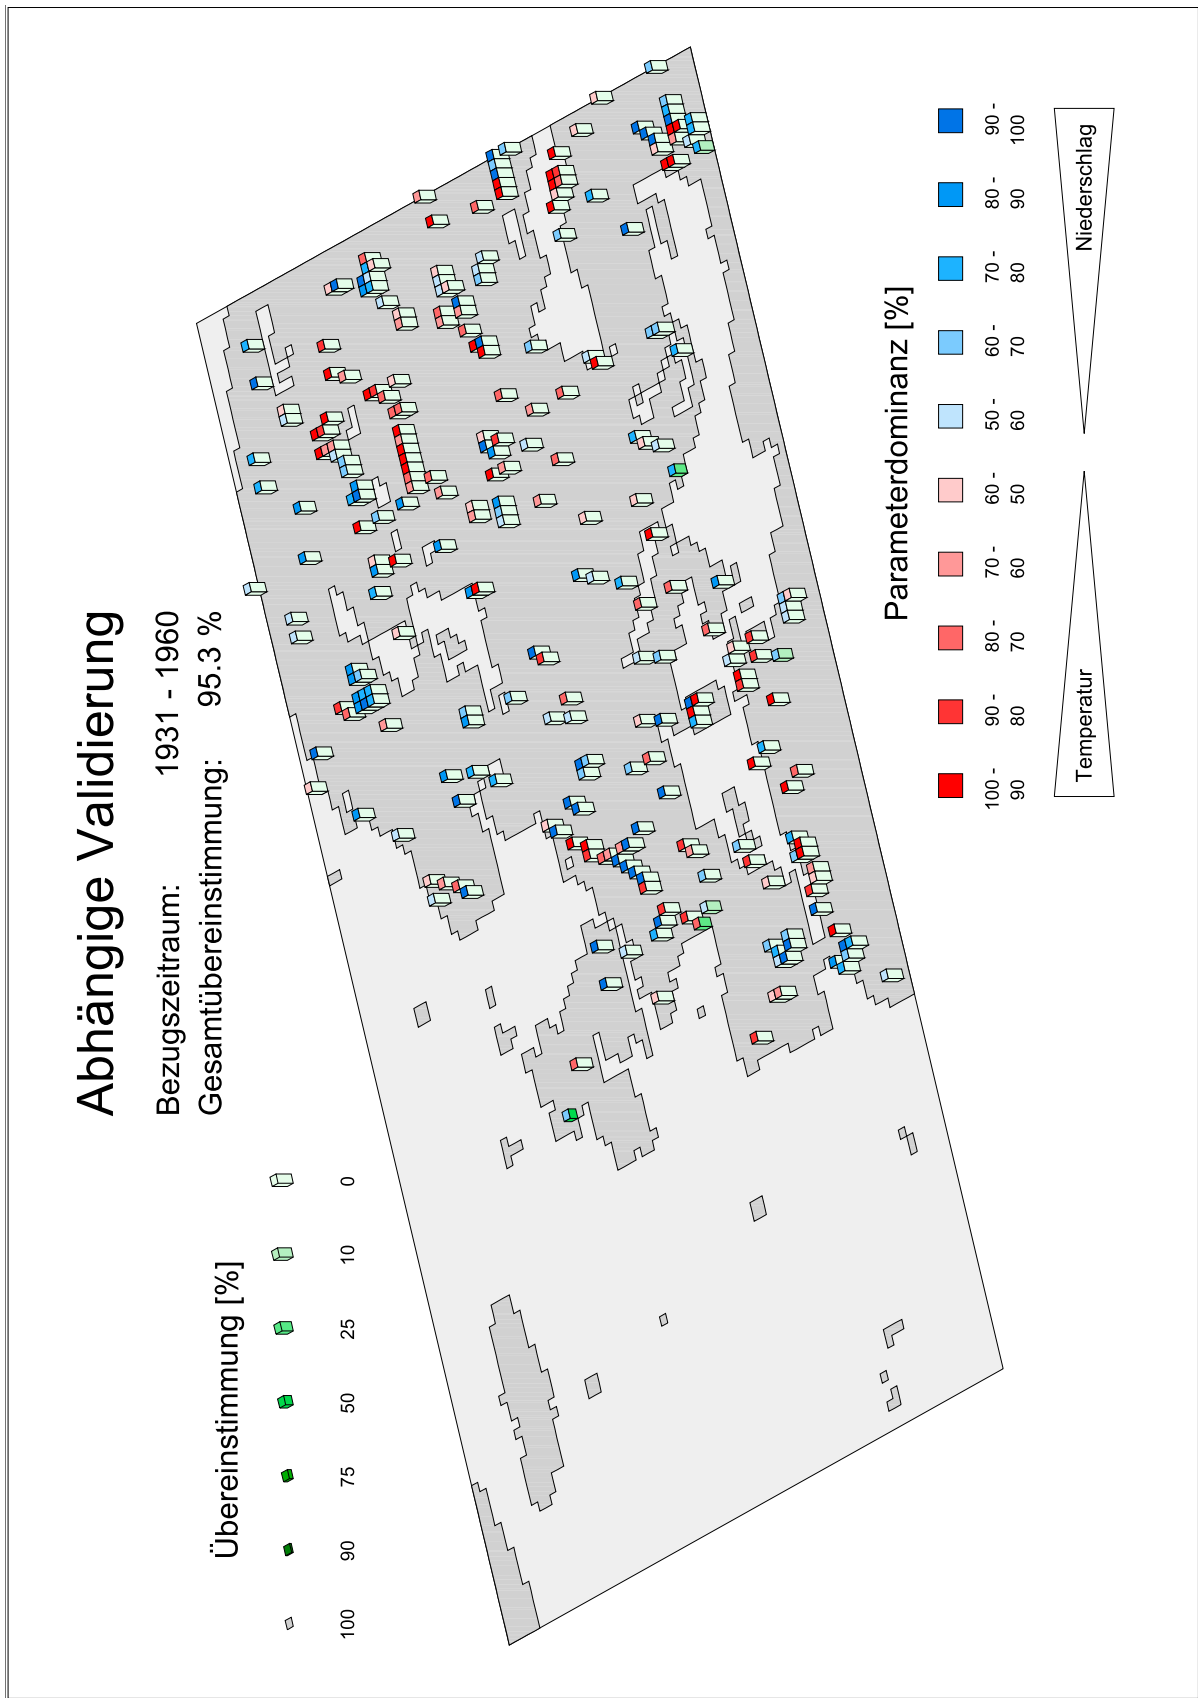 Abhängige Validierung
Bezugszeitraum: 1931 - 1960
Gesamtübereinstimmung: 95.3 %
Übereinstimmung [%]
100 90 75 50 25 10 0
Parameterdominanz [%]
100 - 90 - 80 - 70 - 60 - 50 - 60 - 70 - 80 - 90 -
90 80 70 60 50 60 70 80 90 100
Temperatur Niederschlag